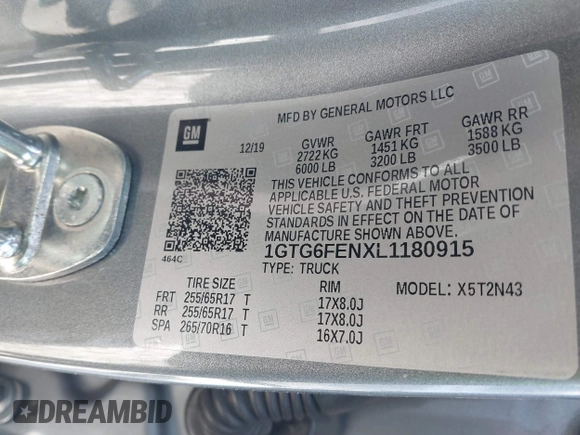 MFD BY GENERAL MOTORS LLC
GM
12/19
GVWR GAWR FRT GAWR RR
2722 KG 1451 KG 1588 KG
6000 LB 3200 LB 3500 LB
THIS VEHICLE CONFORMS TO ALL
APPLICABLE U.S. FEDERAL MOTOR
VEHICLE SAFETY AND THEFT PREVENTION
STANDARDS IN EFFECT ON THE DATE OF
MANUFACTURE SHOWN ABOVE.
464C
1GTG6FENXL1180915
TYPE: TRUCK
MODEL: X5T2N43
TIRE SIZE RIM
FRT 255/65R17 T 17X8.0J
RR 255/65R17 T 17X8.0J
SPA 265/70R16 T 16X7.0J
DREAMBID